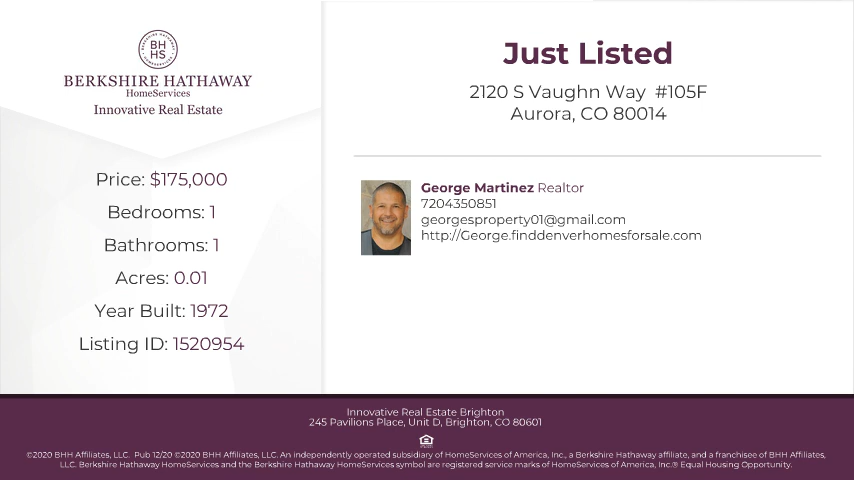 BH
HS
BERKSHIRE HATHAWAY
HomeServices
Innovative Real Estate
Price: $175,000
Bedrooms: 1
Bathrooms: 1
Acres: 0.01
Year Built: 1972
Listing ID: 1520954
Just Listed
2120 S Vaughn Way #105F
Aurora, CO 80014
George Martinez Realtor
7204350851
georgesproperty01@gmail.com
http://George.finddenverhomesforsale.com
Innovative Real Estate Brighton
245 Pavilions Place, Unit D, Brighton, CO 80601
©2020 BHH Affiliates, LLC. Pub 12/20 ©2020 BHH Affiliates, LLC. An independently operated subsidiary of HomeServices of America, Inc., a Berkshire Hathaway affiliate, and a franchisee of BHH Affiliates,
LLC. Berkshire Hathaway HomeServices and the Berkshire Hathaway HomeServices symbol are registered service marks of HomeServices of America, Inc.® Equal Housing Opportunity.